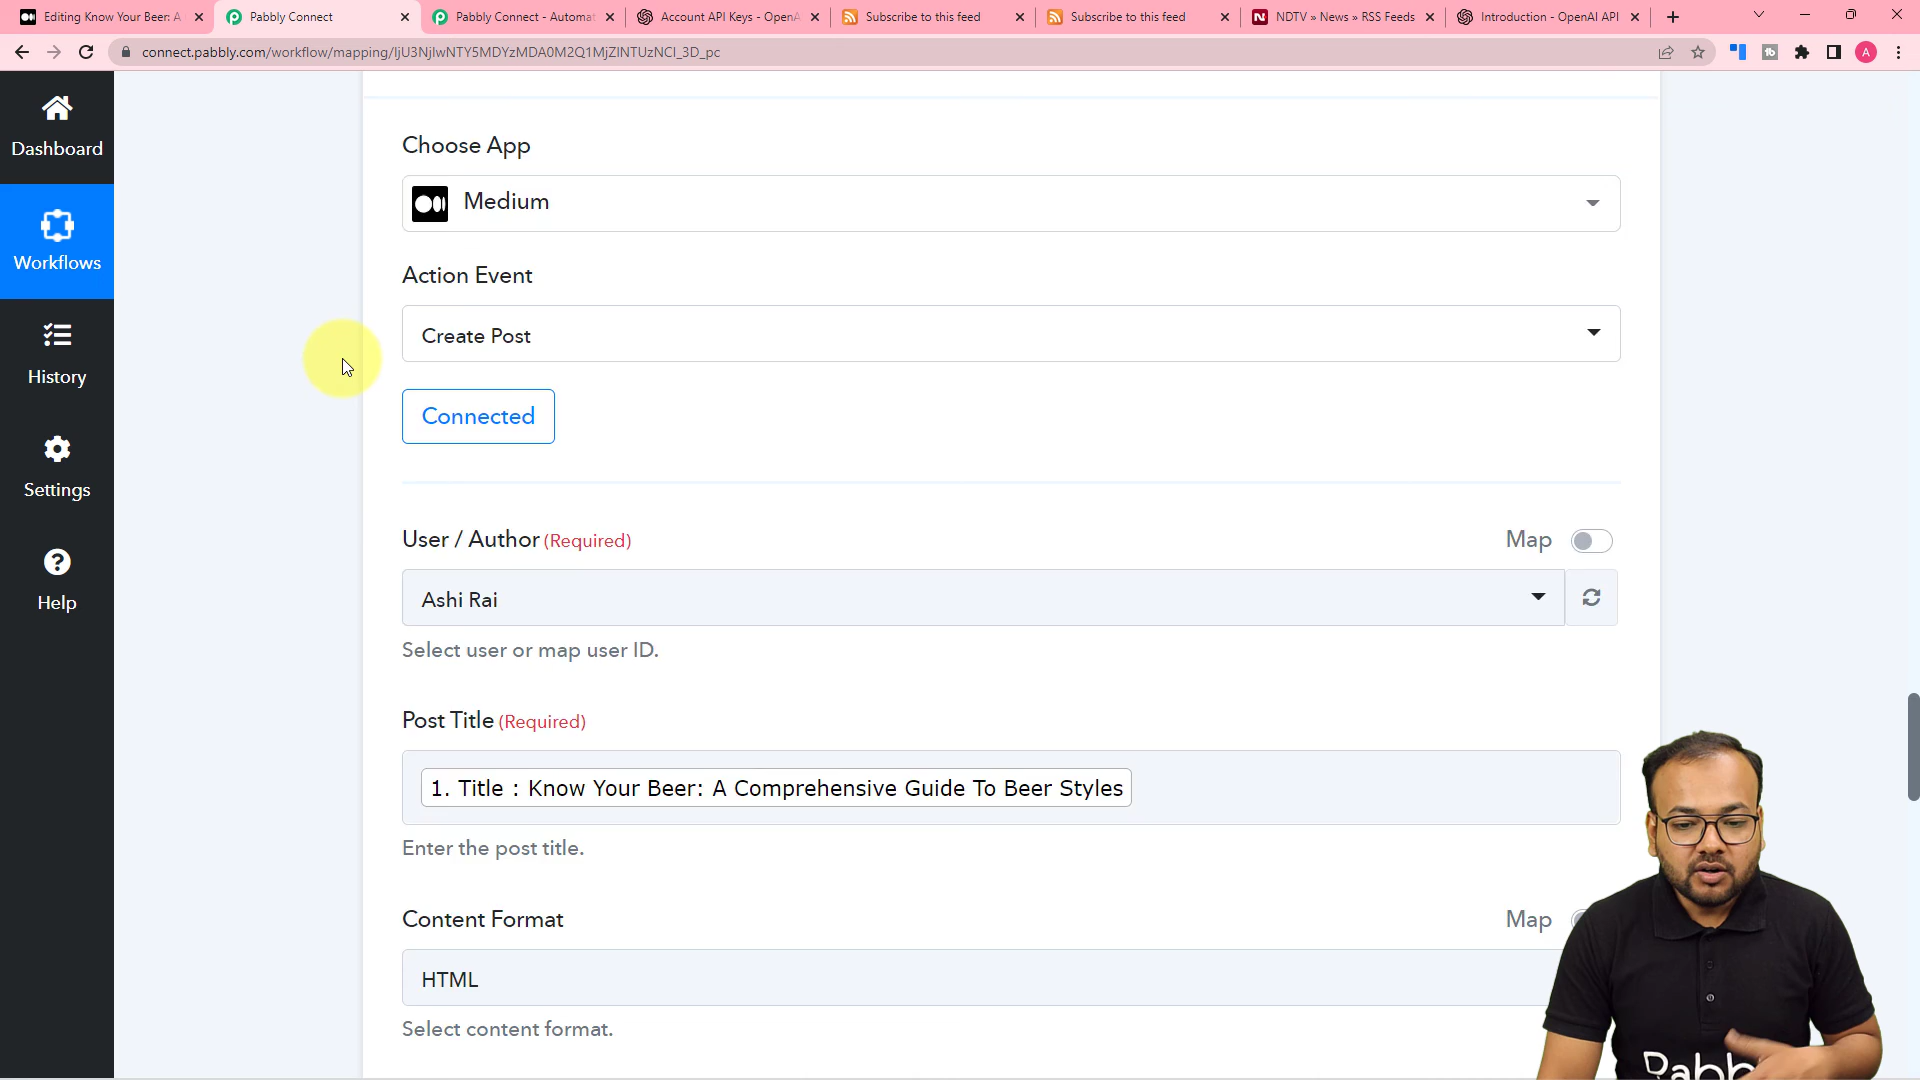 Editing Know Your Beer: A
Pabbly Connect
Pabbly Connect - Automat
Account API Keys - OpenA
Subscribe to this feed
Subscribe to this feed
NDTV » News » RSS Feeds
Introduction - OpenAI API
connect.pabbly.com/workflow/mapping/IjU3NjIwNTY5MDYzMDA0M2Q1MjZlNTUzNCI_3D_pc
A
Dashboard
Workflows
History
Settings
Help
Choose App
Medium
Action Event
Create Post
Connected
User / Author (Required)
Map
Ashi Rai
Select user or map user ID.
Post Title (Required)
1. Title : Know Your Beer: A Comprehensive Guide To Beer Styles
Enter the post title.
Content Format
Map
HTML
Select content format.
Pabb